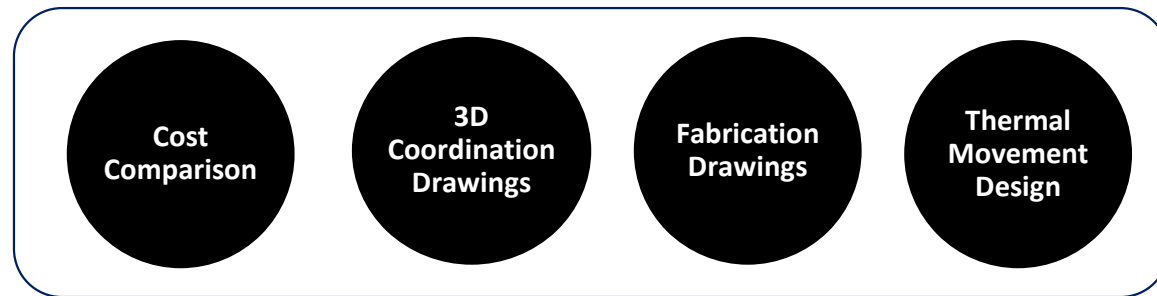 Cost
Comparison
3D
Coordination
Drawings
Fabrication
Drawings
Thermal
Movement
Design